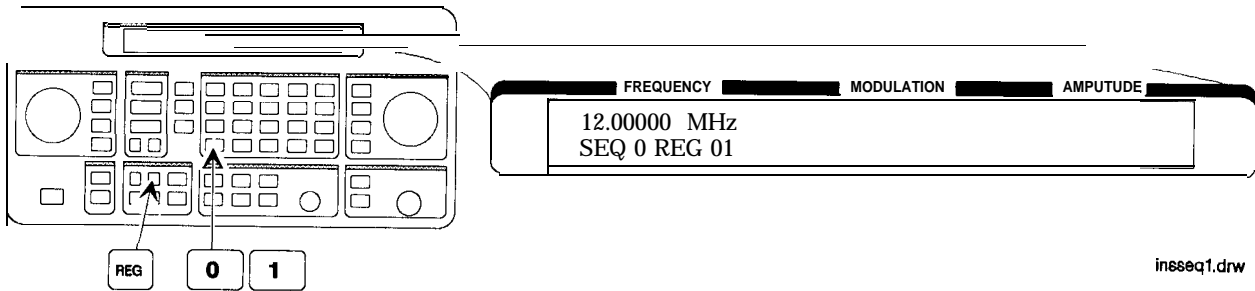 FREQUENCY MODULATION AMPUTUDE
12.00000 MHz
SEQ 0 REG 01
REG 0 1
insseq1.drw